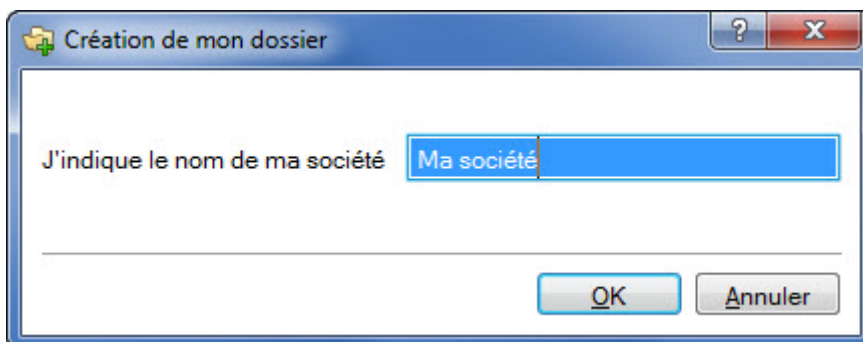 Création de mon dossier
?
X
J'indique le nom de ma société
Ma société
OK
Annuler